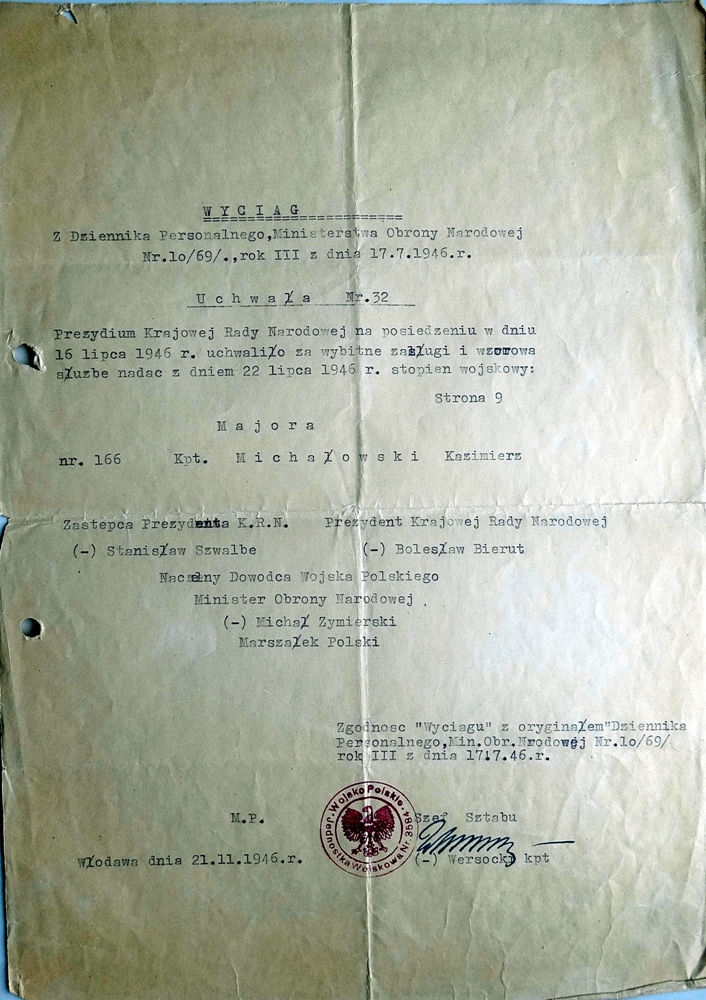 W Y C I Ą G
Z Dziennika Personalnego,Ministerstwa Obrony Narodowej
Nr.1o/69/.,rok III z dnia 17.7.1946.r.
U c h w a ł a Nr.32
Prezydium Krajowej Rady Narodowej na posiedzeniu w dniu
16 lipca 1946 r. uchwaliło za wybitne zasługi i wzorowa
służbe nadac z dniem 22 lipca 1946 r. stopien wojskowy:
Strona 9
M a j o r a
nr. 166 Kpt. M i c h a ł o w s k i Kazimierz
Zastepca Prezydenta K.R.N. Prezydent Krajowej Rady Narodowej
(-) Stanisław Szwalbe (-) Bolesław Bierut
Naczelny Dowodca Wojska Polskiego
Minister Obrony Narodowej
(-) Michał Zymierski
Marszałek Polski
Zgodnosc "Wyciagu" z oryginałem"Dziennika
Personalnego,Min.Obr.Nrodowej Nr.1o/69/
rok III z dnia 17.7.46.r.
M.P. Szef Sztabu
Jednostka Wojskowa Nr 3584 · Wojsko Polskie ·
Włodawa dnia 21.11.1946.r. (-) Wersocki kpt